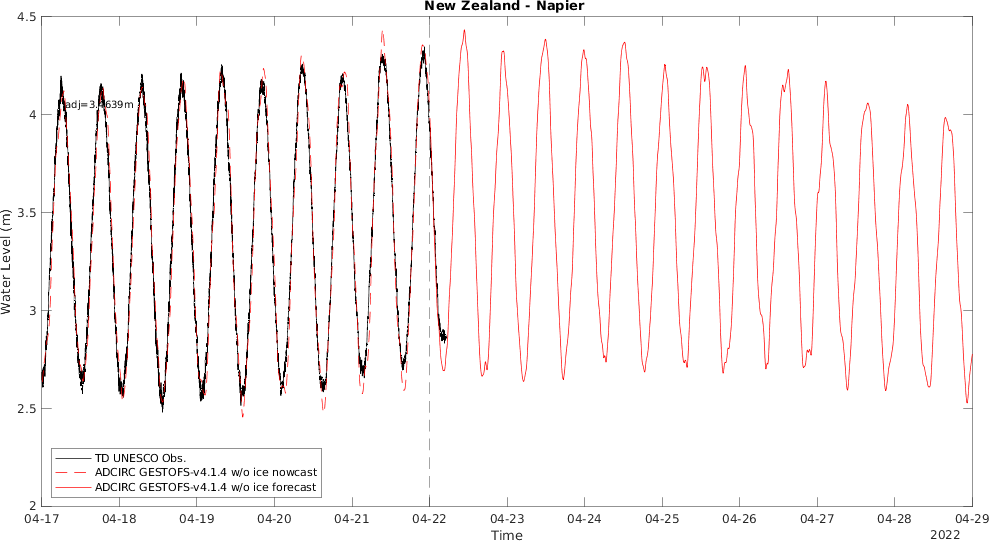 New Zealand - Napier
4.5
4
3.5
3
2.5
2
Water Level (m)
adj=3.4639m
TD UNESCO Obs.
ADCIRC GESTOFS-v4.1.4 w/o ice nowcast
ADCIRC GESTOFS-v4.1.4 w/o ice forecast
04-17 04-18 04-19 04-20 04-21 04-22 04-23 04-24 04-25 04-26 04-27 04-28 04-29
Time
2022